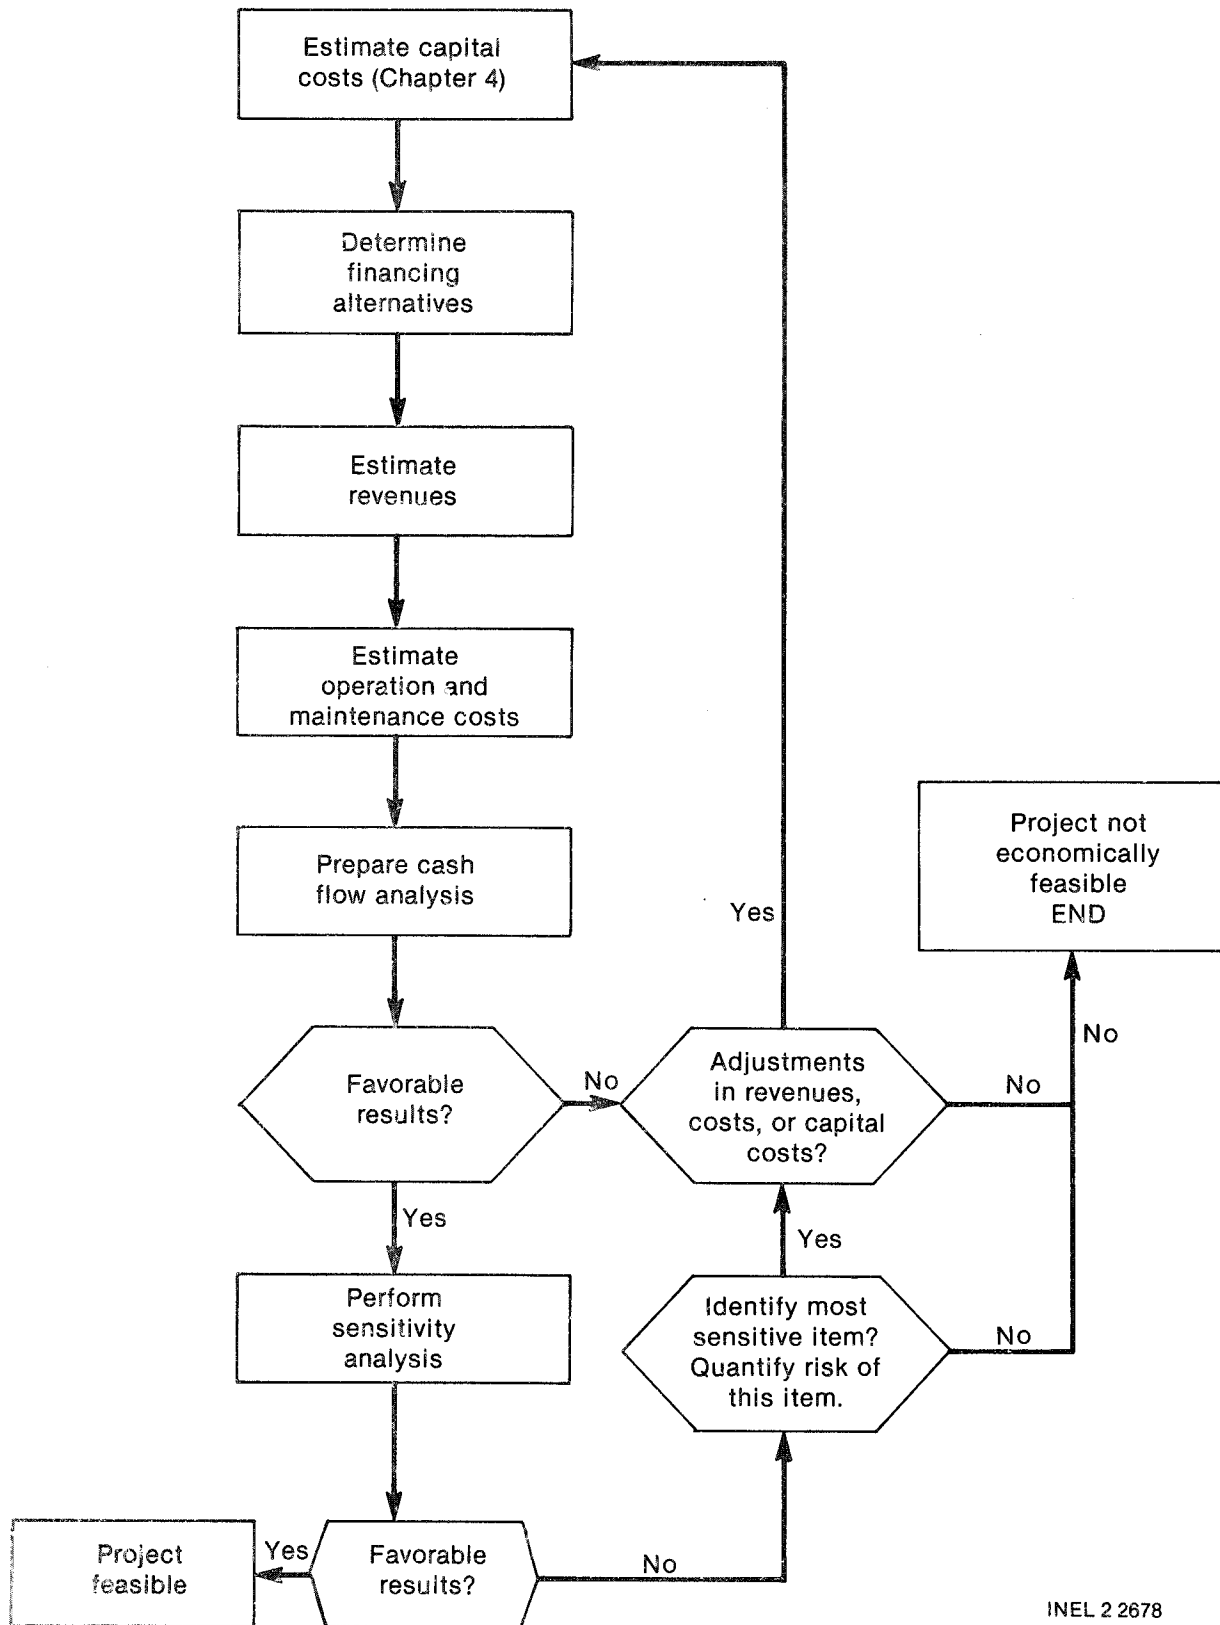 Estimate capital
costs (Chapter 4)
Determine
financing
alternatives
Estimate
revenues
Estimate
operation and
maintenance costs
Prepare cash
flow analysis
Project not
economically
feasible
END
Yes
No
Favorable
results?
No
Adjustments
in revenues,
costs, or capital
costs?
No
Yes
Yes
Perform
sensitivity
analysis
Identify most
sensitive item?
Quantify risk of
this item.
No
Project
feasible
Yes
Favorable
results?
No
INEL 2 2678